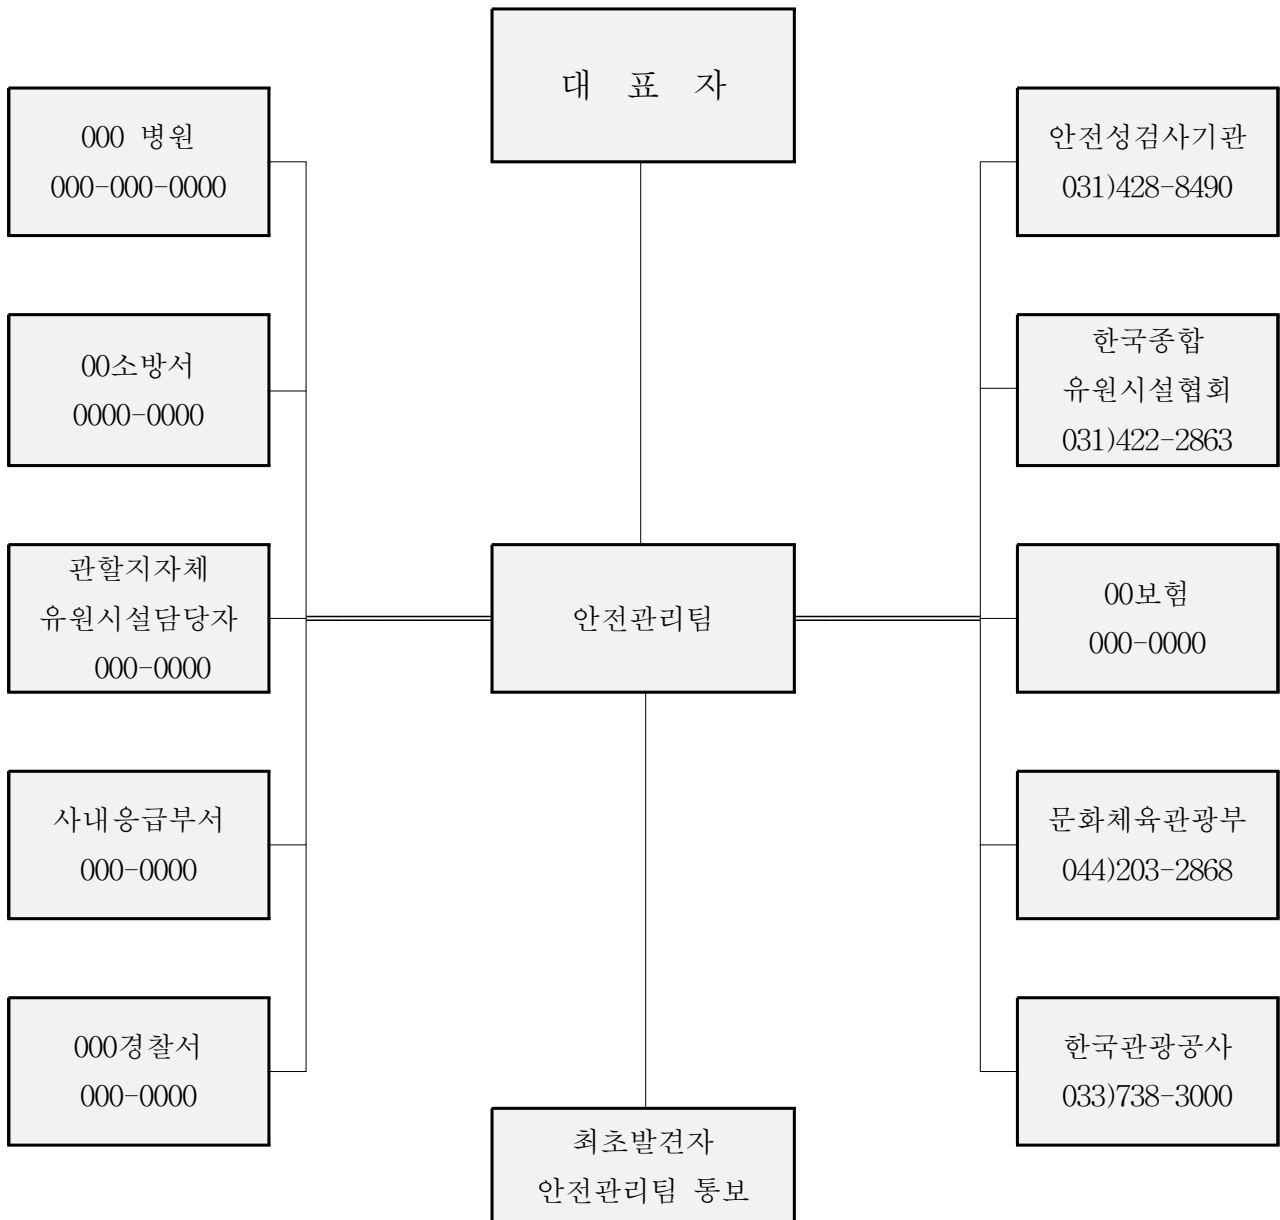 대 표 자
000 병원
000-000-0000
안전성검사기관
031)428-8490
00소방서
0000-0000
한국종합
유원시설협회
031)422-2863
관할지자체
유원시설담당자
000-0000
안전관리팀
00보험
000-0000
사내응급부서
000-0000
문화체육관광부
044)203-2868
000경찰서
000-0000
한국관광공사
033)738-3000
최초발견자
안전관리팀 통보